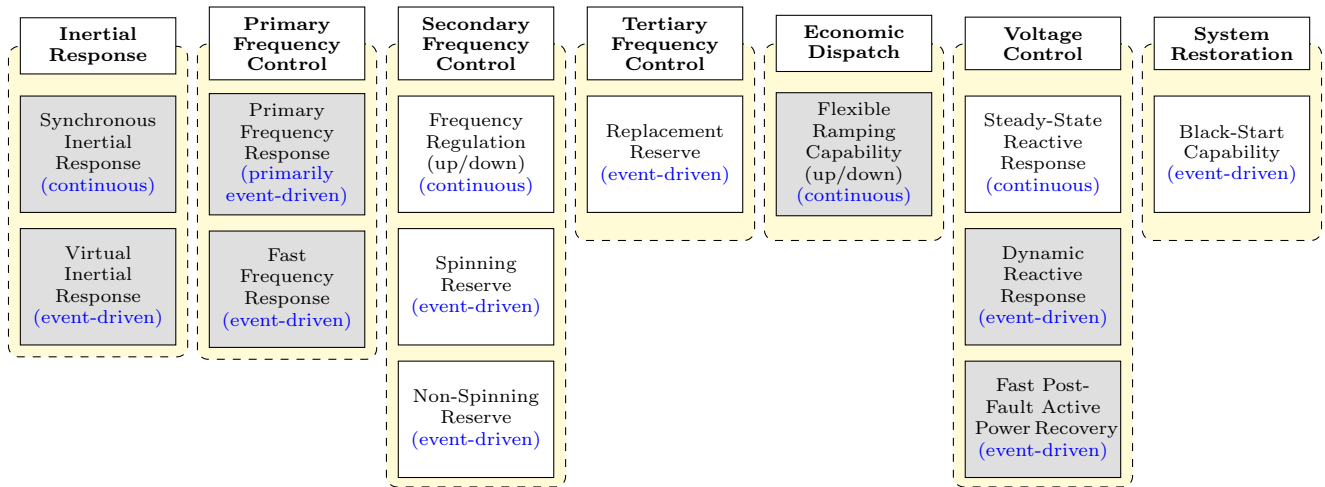 Inertial
Response
Synchronous
Inertial
Response
(continuous)
Virtual
Inertial
Response
(event-driven)
Primary
Frequency
Control
Primary
Frequency
Response
(primarily
event-driven)
Fast
Frequency
Response
(event-driven)
Secondary
Frequency
Control
Frequency
Regulation
(up/down)
(continuous)
Spinning
Reserve
(event-driven)
Non-Spinning
Reserve
(event-driven)
Tertiary
Frequency
Control
Replacement
Reserve
(event-driven)
Economic
Dispatch
Flexible
Ramping
Capability
(up/down)
(continuous)
Voltage
Control
Steady-State
Reactive
Response
(continuous)
Dynamic
Reactive
Response
(event-driven)
Fast Post-
Fault Active
Power Recovery
(event-driven)
System
Restoration
Black-Start
Capability
(event-driven)